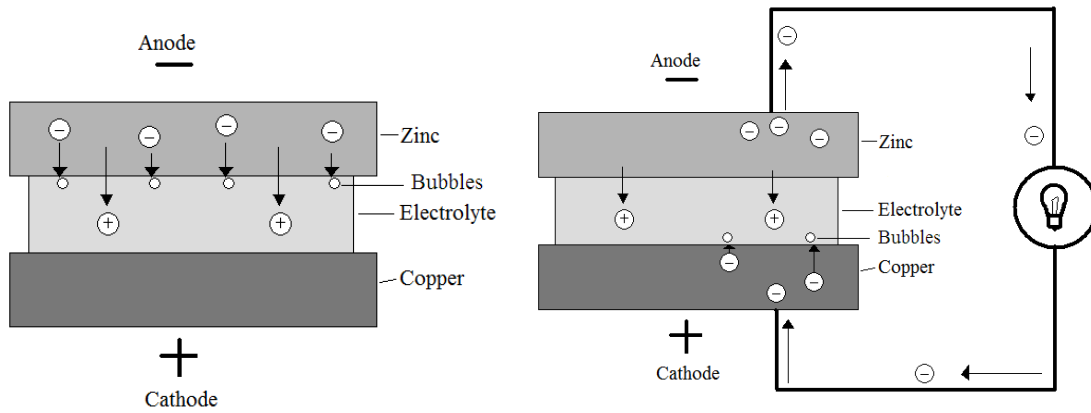 Anode
−
Zinc
Bubbles
Electrolyte
Copper
+
Cathode
Anode
−
Zinc
Electrolyte
Bubbles
Copper
+
Cathode